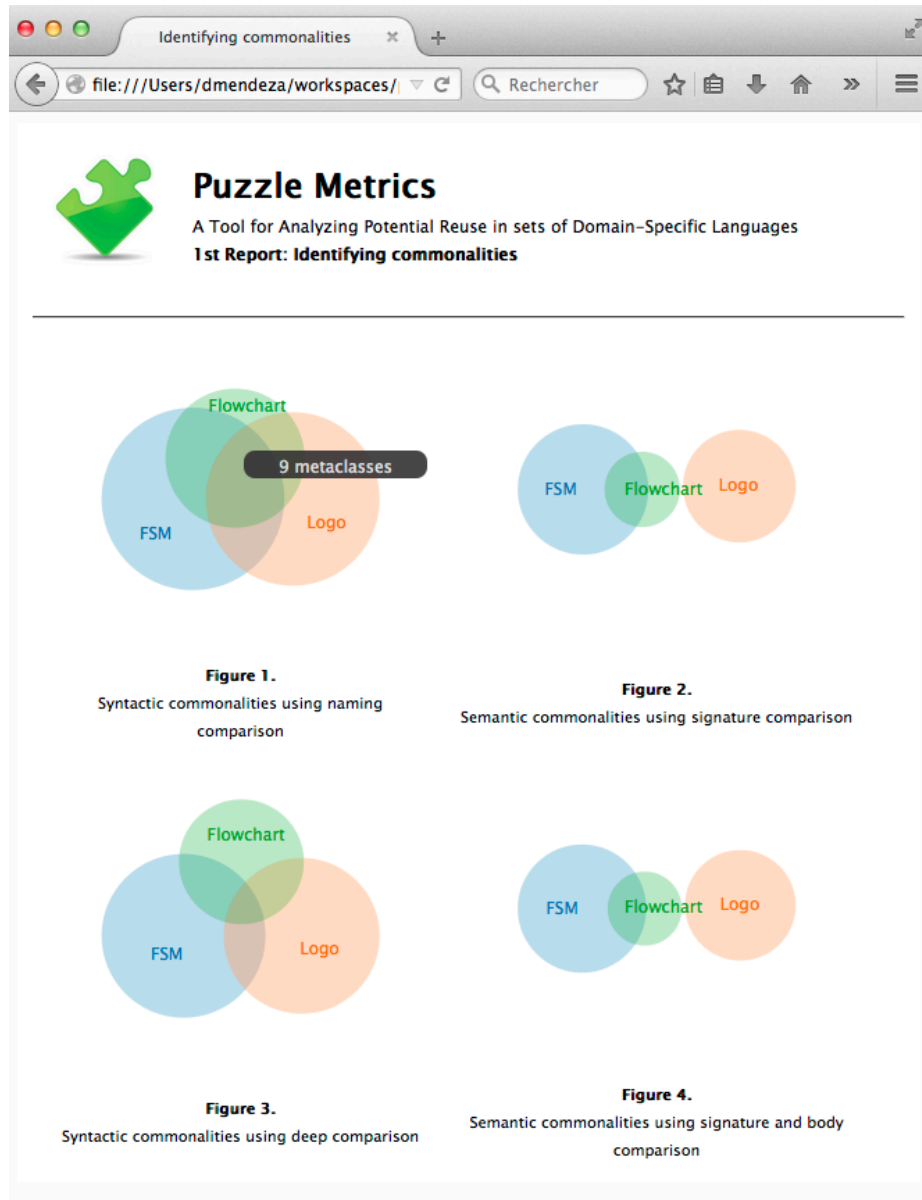 Identifying commonalities
file:///Users/dmendeza/workspaces/
Rechercher
Puzzle Metrics
A Tool for Analyzing Potential Reuse in sets of Domain-Specific Languages
1st Report: Identifying commonalities
Flowchart
9 metaclasses
FSM
Logo
FSM
Flowchart
Logo
Figure 1.
Syntactic commonalities using naming
comparison
Figure 2.
Semantic commonalities using signature comparison
Flowchart
FSM
Logo
FSM
Flowchart
Logo
Figure 3.
Syntactic commonalities using deep comparison
Figure 4.
Semantic commonalities using signature and body
comparison